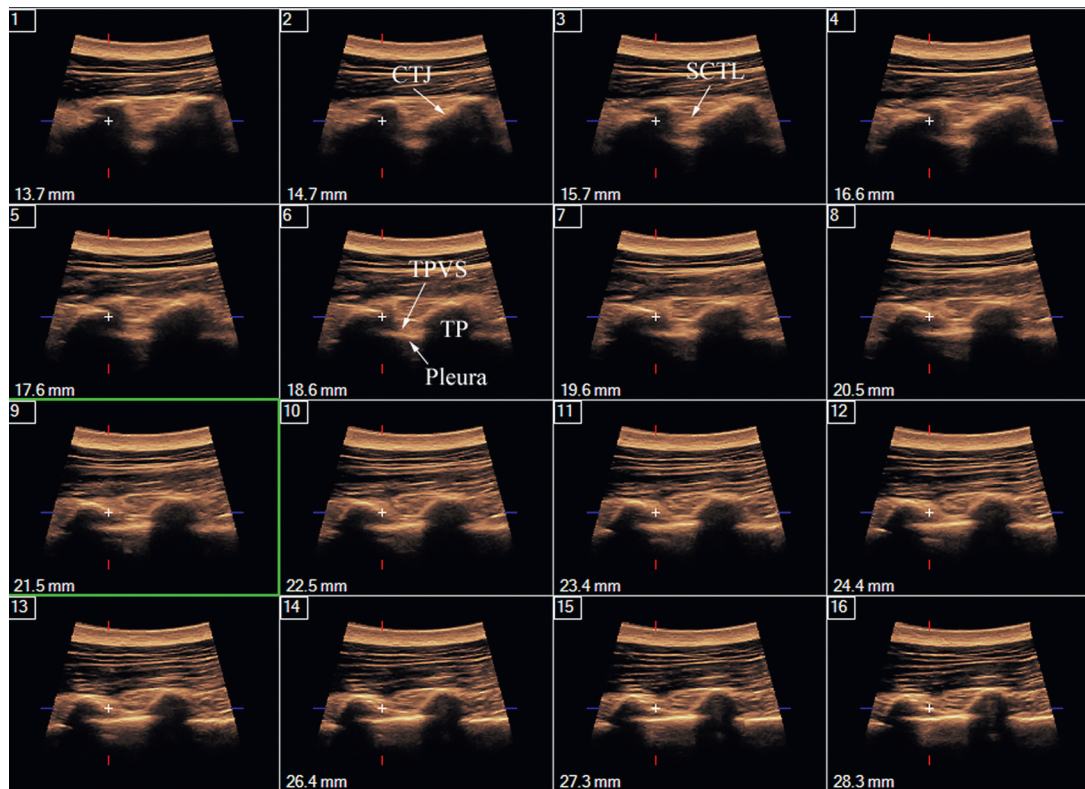 1
2
3
4
CTJ
SCTL
13.7 mm
14.7 mm
15.7 mm
16.6 mm
5
6
7
8
TPVS
TP
Pleura
17.6 mm
18.6 mm
19.6 mm
20.5 mm
9
10
11
12
21.5 mm
22.5 mm
23.4 mm
24.4 mm
13
14
15
16
26.4 mm
27.3 mm
28.3 mm